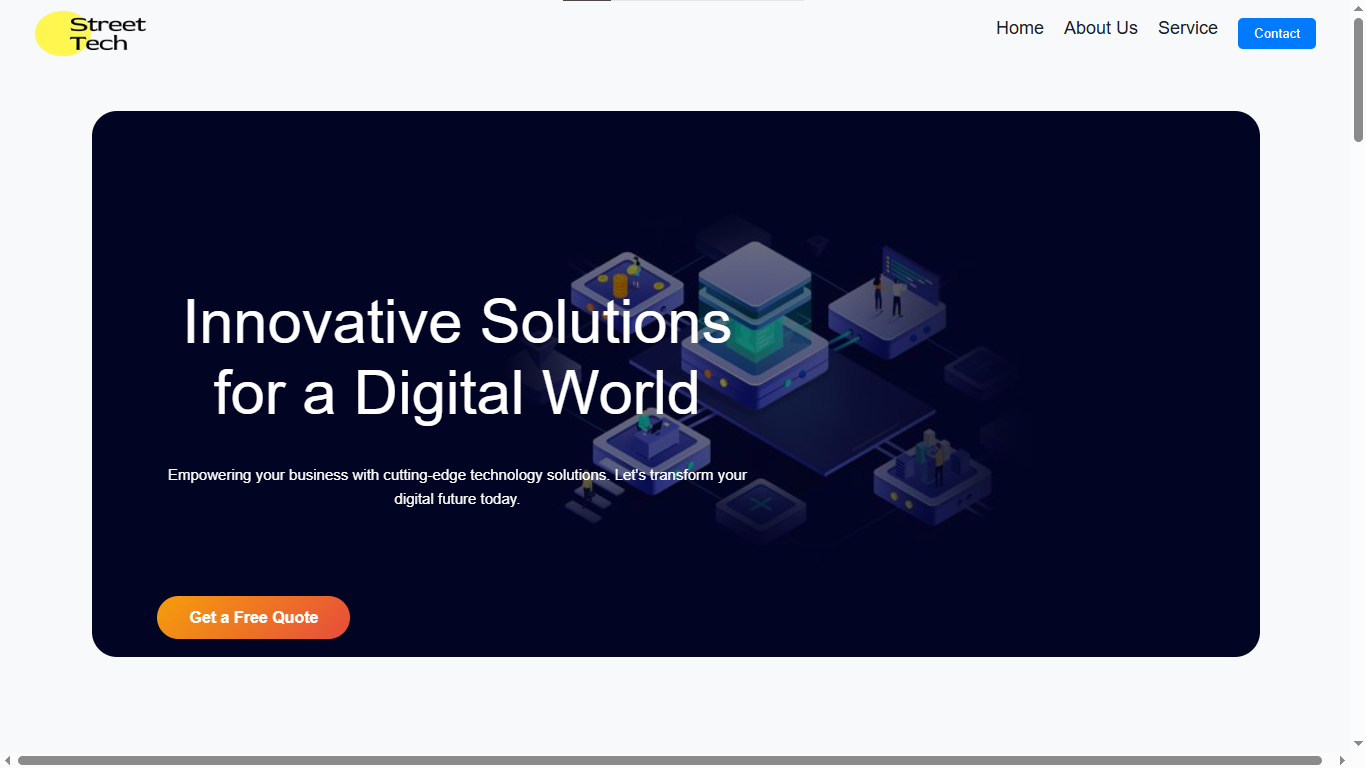 Street
Tech
Home About Us Service Contact
Innovative Solutions
for a Digital World
Empowering your business with cutting-edge technology solutions. Let's transform your
digital future today.
Get a Free Quote